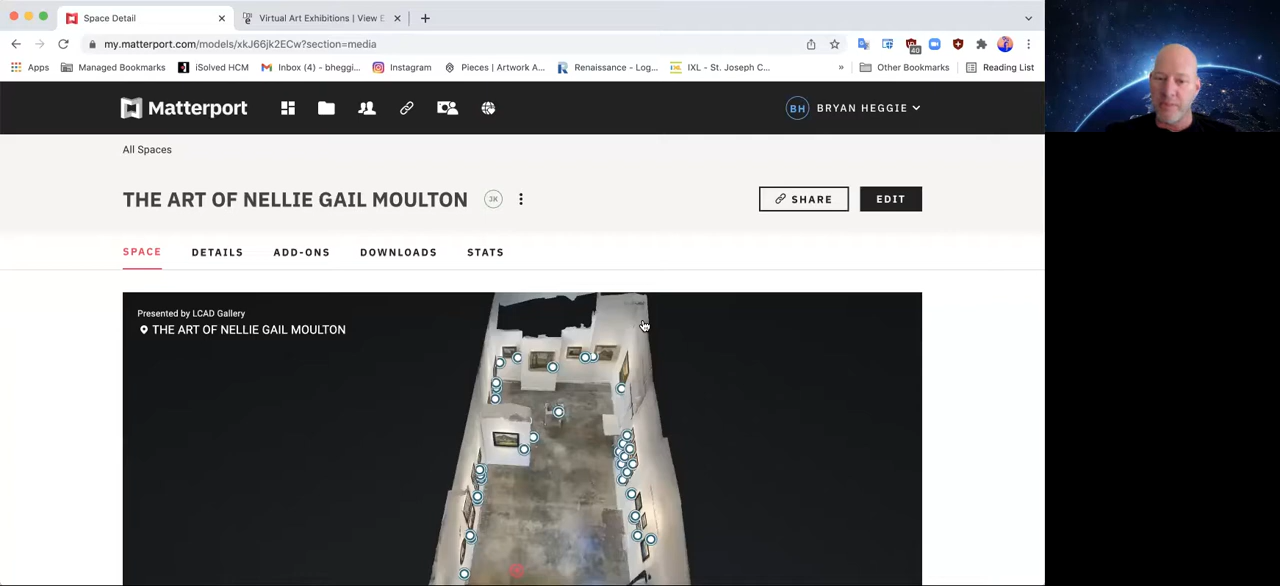 Space Detail
Virtual Art Exhibitions | View E
my.matterport.com/models/xkJ66jk2ECw?section=media
40
Apps Managed Bookmarks iSolved HCM Inbox (4) - bheggi... Instagram Pieces | Artwork A... Renaissance - Log... IXL - St. Joseph C... » Other Bookmarks Reading List
Matterport
BH BRYAN HEGGIE
All Spaces
THE ART OF NELLIE GAIL MOULTON JK
SHARE EDIT
SPACE DETAILS ADD-ONS DOWNLOADS STATS
Presented by LCAD Gallery
THE ART OF NELLIE GAIL MOULTON